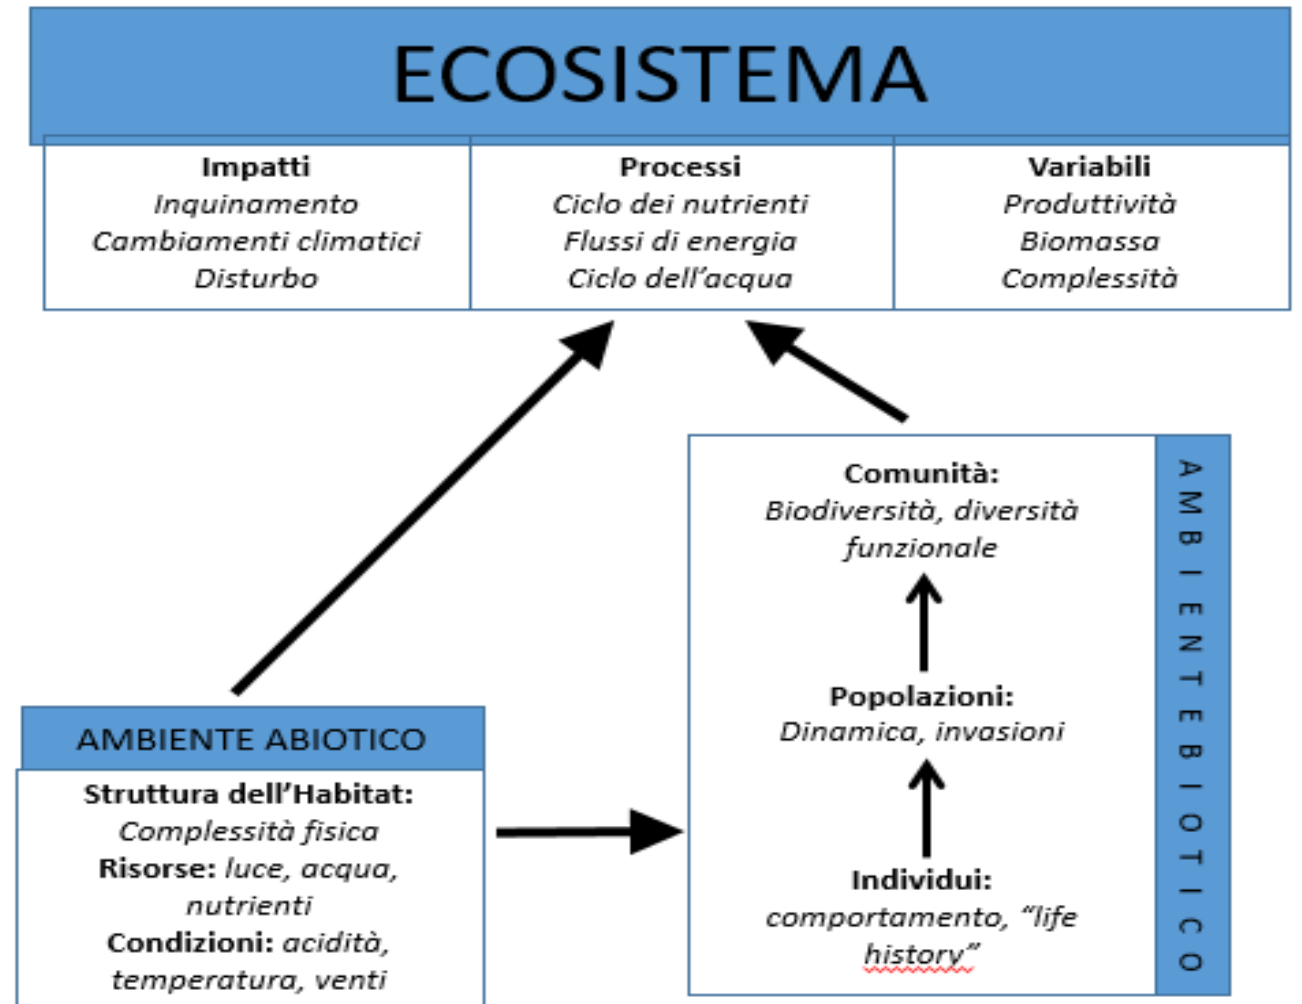 ECOSISTEMA
Impatti
Inquinamento
Cambiamenti climatici
Disturbo
Processi
Ciclo dei nutrienti
Flussi di energia
Ciclo dell’acqua
Variabili
Produttività
Biomassa
Complessità
AMBIENTE ABIOTICO
Struttura dell’Habitat:
Complessità fisica
Risorse: luce, acqua,
nutrienti
Condizioni: acidità,
temperatura, venti
Comunità:
Biodiversità, diversità
funzionale
Popolazioni:
Dinamica, invasioni
Individui:
comportamento, “life
history”
AMBIENTE BIOTICO